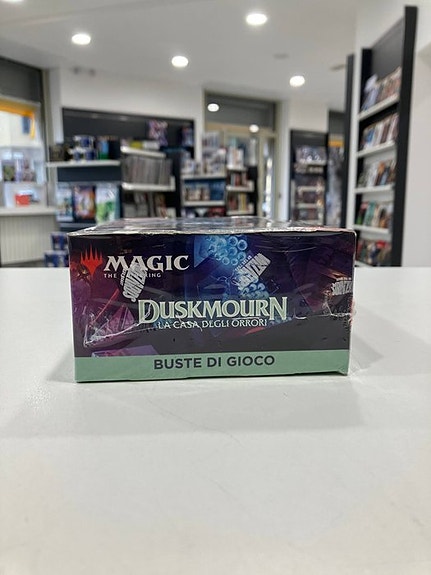 MAGIC
THE GATHERING
DUSKMOURN
LA CASA DEGLI ORRORI
BUSTE DI GIOCO